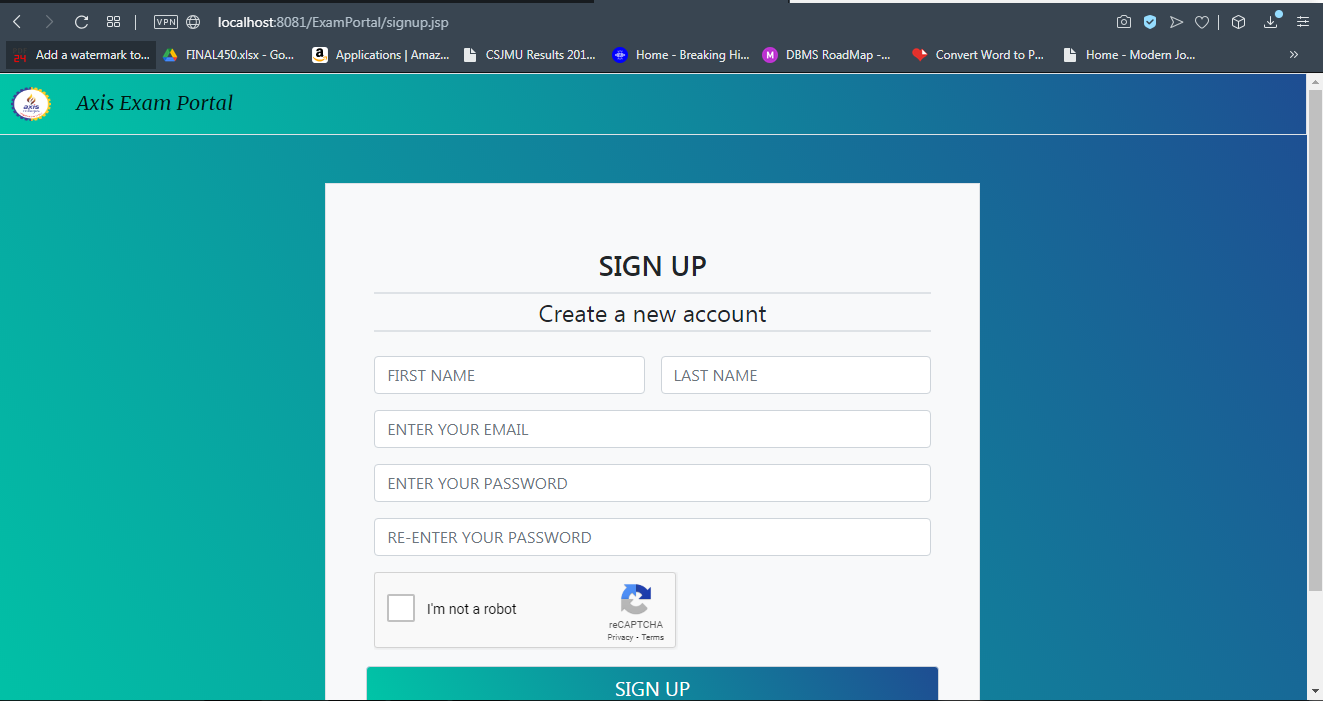 VPN localhost:8081/ExamPortal/signup.jsp
24 Add a watermark to... FINAL450.xlsx - Go... a Applications | Amaz... CSJMU Results 201... Home - Breaking Hi... M DBMS RoadMap -... Convert Word to P... Home - Modern Jo... »
axis Axis Exam Portal
SIGN UP
Create a new account
FIRST NAME LAST NAME
ENTER YOUR EMAIL
ENTER YOUR PASSWORD
RE-ENTER YOUR PASSWORD
I'm not a robot
reCAPTCHA
Privacy - Terms
SIGN UP